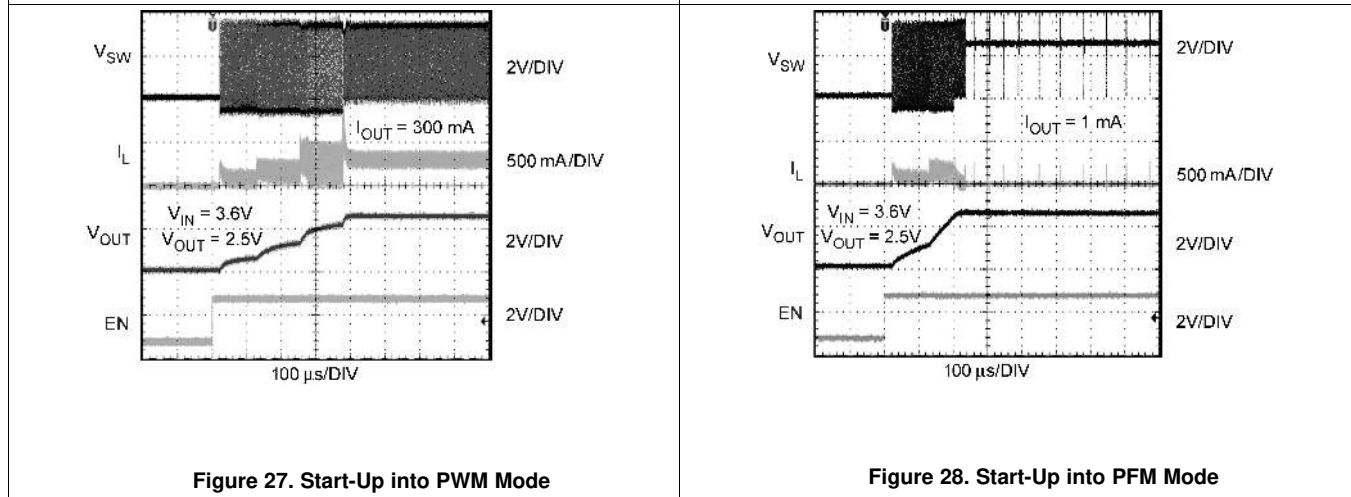 V_SW
2V/DIV
I_OUT = 300 mA
I_L
500 mA/DIV
V_IN = 3.6V
V_OUT = 2.5V
V_OUT
2V/DIV
EN
2V/DIV
100 μs/DIV
Figure 27. Start-Up into PWM Mode
V_SW
2V/DIV
I_OUT = 1 mA
I_L
500 mA/DIV
V_IN = 3.6V
V_OUT = 2.5V
V_OUT
2V/DIV
EN
2V/DIV
100 μs/DIV
Figure 28. Start-Up into PFM Mode